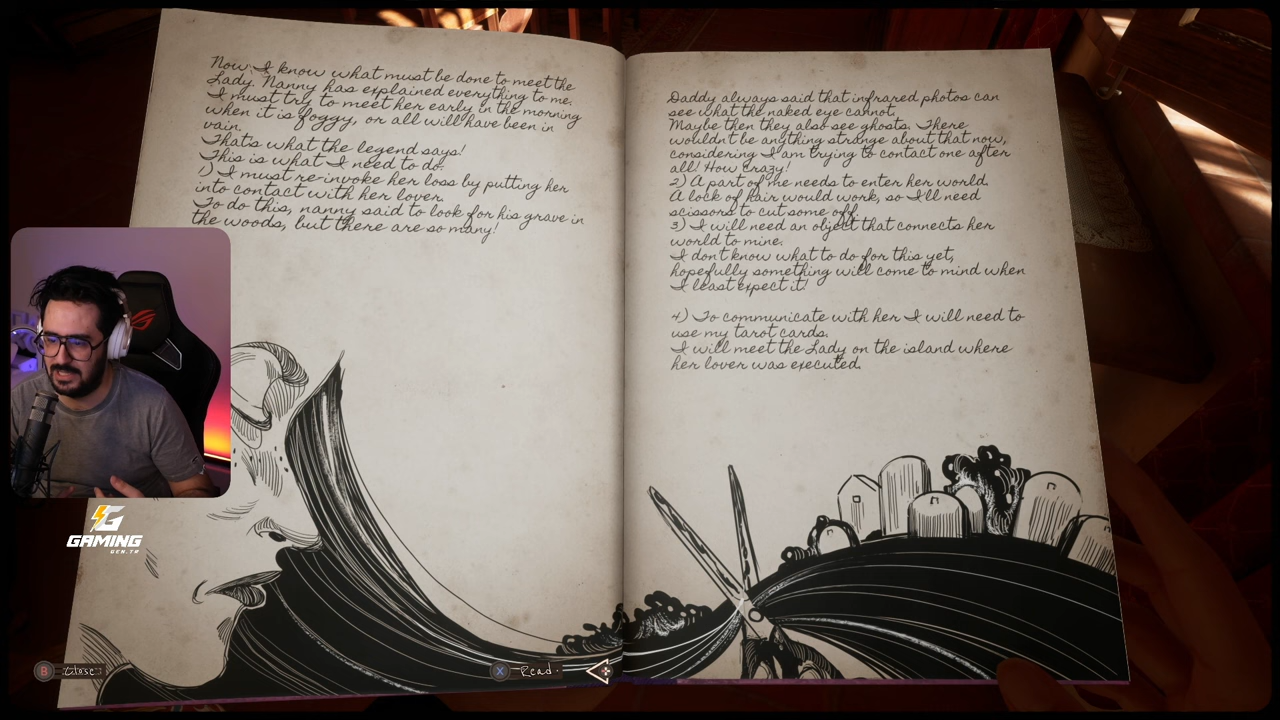 Now I know what must be done to meet the
Lady. Nanny has explained everything to me.
I must try to meet her early in the morning
when it is foggy, or all will have been in
vain.
That's what the legend says!
This is what I need to do:
1) I must re-invoke her loss by putting her
into contact with her lover.
To do this, nanny said to look for his grave in
the woods, but there are so many!
Daddy always said that infrared photos can
see what the naked eye cannot.
Maybe then they also see ghosts. There
wouldn't be anything strange about that now,
considering I am trying to contact one after
all! How crazy!
2) A part of me needs to enter her world.
A lock of hair would work, so I'll need
scissors to cut some off.
3) I will need an object that connects her
world to mine.
I don't know what to do for this yet,
hopefully something will come to mind when
I least expect it!
4) To communicate with her I will need to
use my tarot cards.
I will meet the Lady on the island where
her lover was executed.
G
GAMING
GEN.TR
B Close
X Read